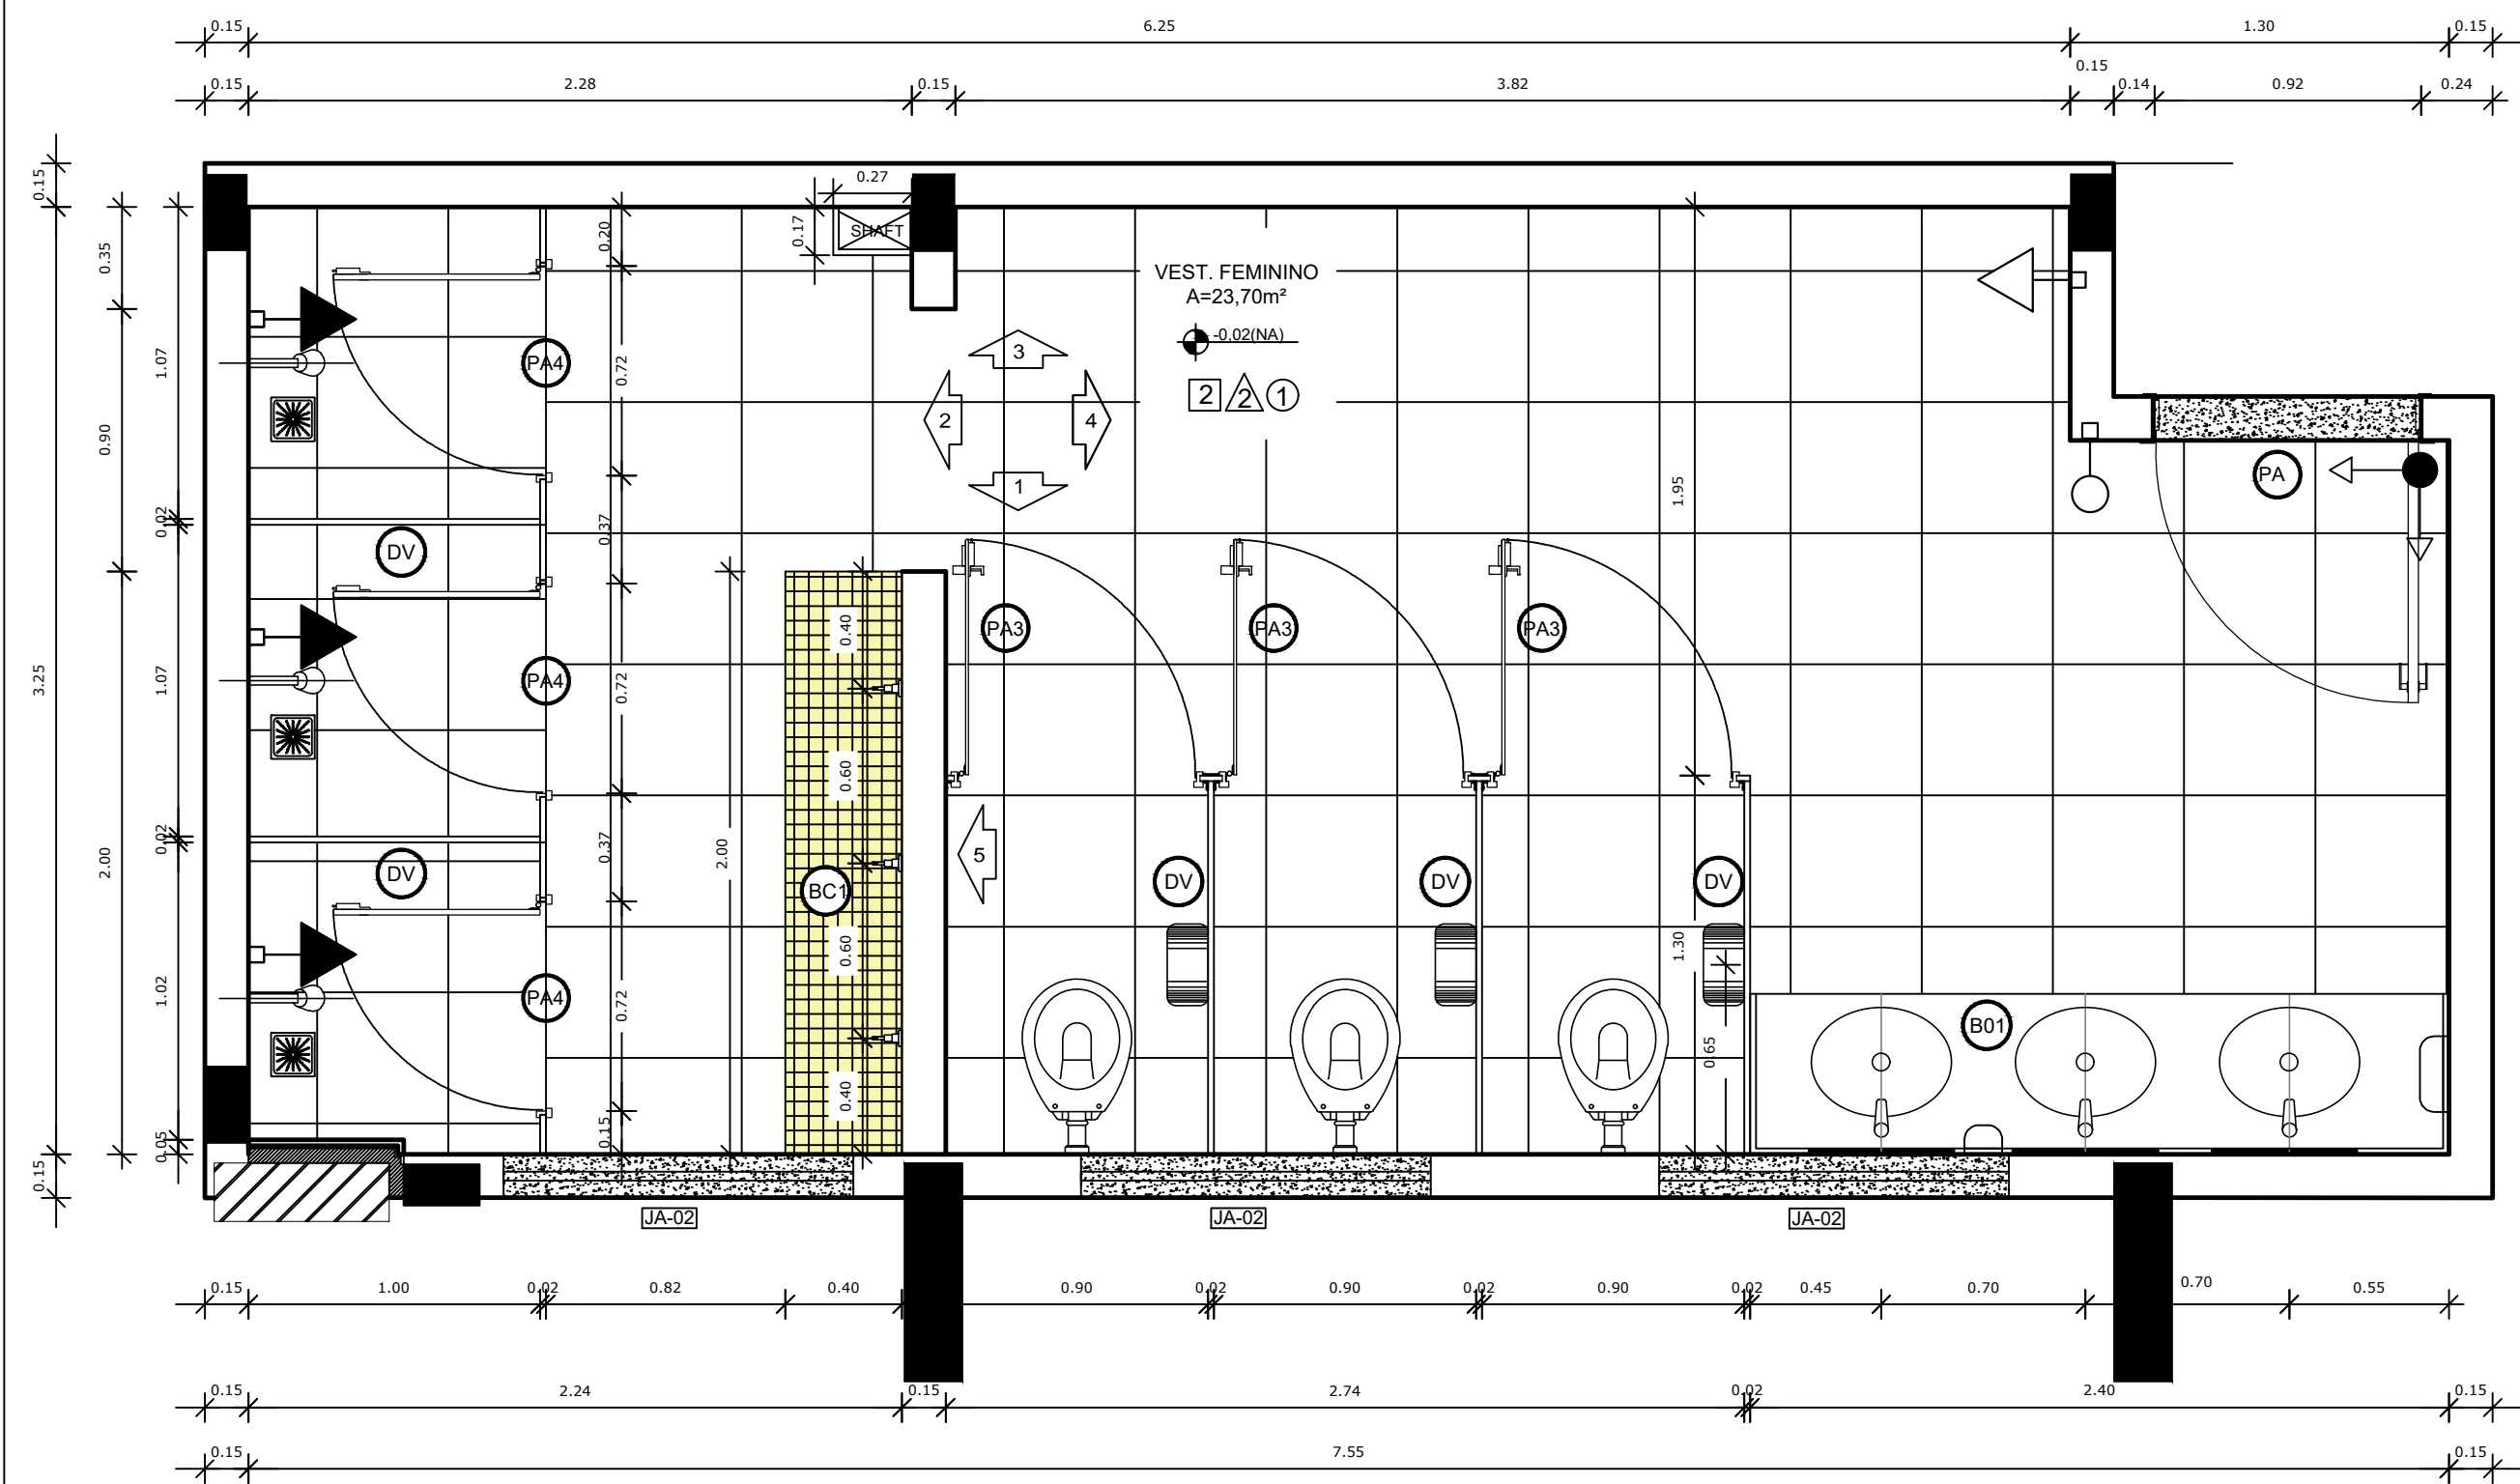 0.15 6.25 1.30 0.15
0.15 2.28 0.15 3.82 0.15 0.14 0.92 0.24
0.15
0.27
0.35
0.20
0.17
SHAFT
VEST. FEMININO
A=23,70m²
-0,02(NA)
1.07
PA4
0.72
3
2 2 1
2 4
0.90
1
1.95
PA
0.02
0.37
DV
0.40
PA3 PA3 PA3
3.25
1.07
PA4
0.72
0.60
0.02
0.37
2.00
2.00
5
DV
BC1
DV DV DV
0.60
1.30
1.02
PA4
0.72
B01
0.65
0.40
0.05
0.15
0.15
JA-02 JA-02 JA-02
0.15 1.00 0.02 0.82 0.40 0.90 0.02 0.90 0.02 0.90 0.02 0.45 0.70 0.70 0.55
0.15 2.24 0.15 2.74 0.02 2.40 0.15
0.15 7.55 0.15